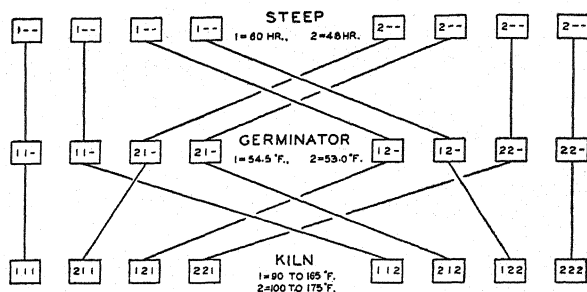 STEEP
1-- 1-- 1-- 1-- 1=60 HR., 2=48HR. 2-- 2-- 2-- 2--
GERMINATOR
11- 11- 21- 21- 1=54.5°F., 2=53.0°F. 12- 12- 22- 22-
KILN
111 211 121 221 1=90 TO 165°F. 112 212 122 222
2=100 TO 175°F.